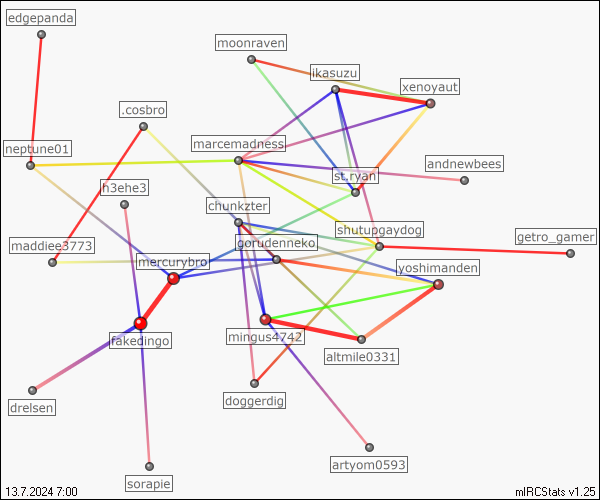 edgepanda
moonraven
ikasuzu
xenoyaut
.cosbro
marcemadness
neptune01
andnewbees
st.ryan
h3ehe3
chunkzter
shutupgaydog
getro_gamer
gorudenneko
maddiee3773
mercurybro
yoshimanden
mingus4742
fakedingo
altmile0331
doggerdig
drelsen
artyom0593
sorapie
13.7.2024 7:00
mIRCStats v1.25